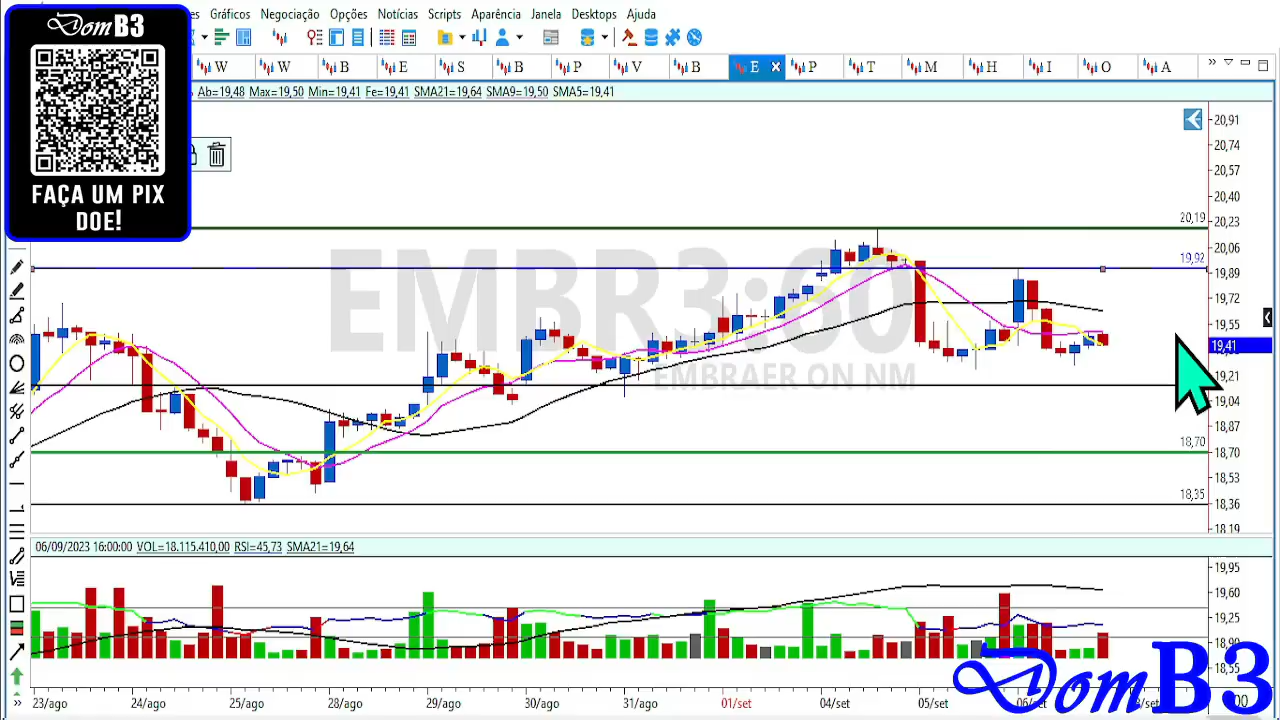 DomB3
FAÇA UM PIX
DOE!
Gráficos Negociação Opções Notícias Scripts Aparência Janela Desktops Ajuda
W W B E S B P V B E P T M H I O A
Ab=19,48 Max=19,50 Min=19,41 Fe=19,41 SMA21=19,64 SMA9=19,50 SMA5=19,41
EMBR3:60
EMBRAER ON NM
20,19
19,92
18,70
18,35
20,91
20,74
20,57
20,40
20,23
20,06
19,89
19,72
19,55
19,41
19,21
19,04
18,87
18,70
18,53
18,36
18,19
06/09/2023 16:00:00 VOL=18.115.410,00 RSI=45,73 SMA21=19,64
19,95
19,60
19,25
18,90
23/ago 24/ago 25/ago 28/ago 29/ago 30/ago 31/ago 01/set 04/set 05/set 06/set
DomB3